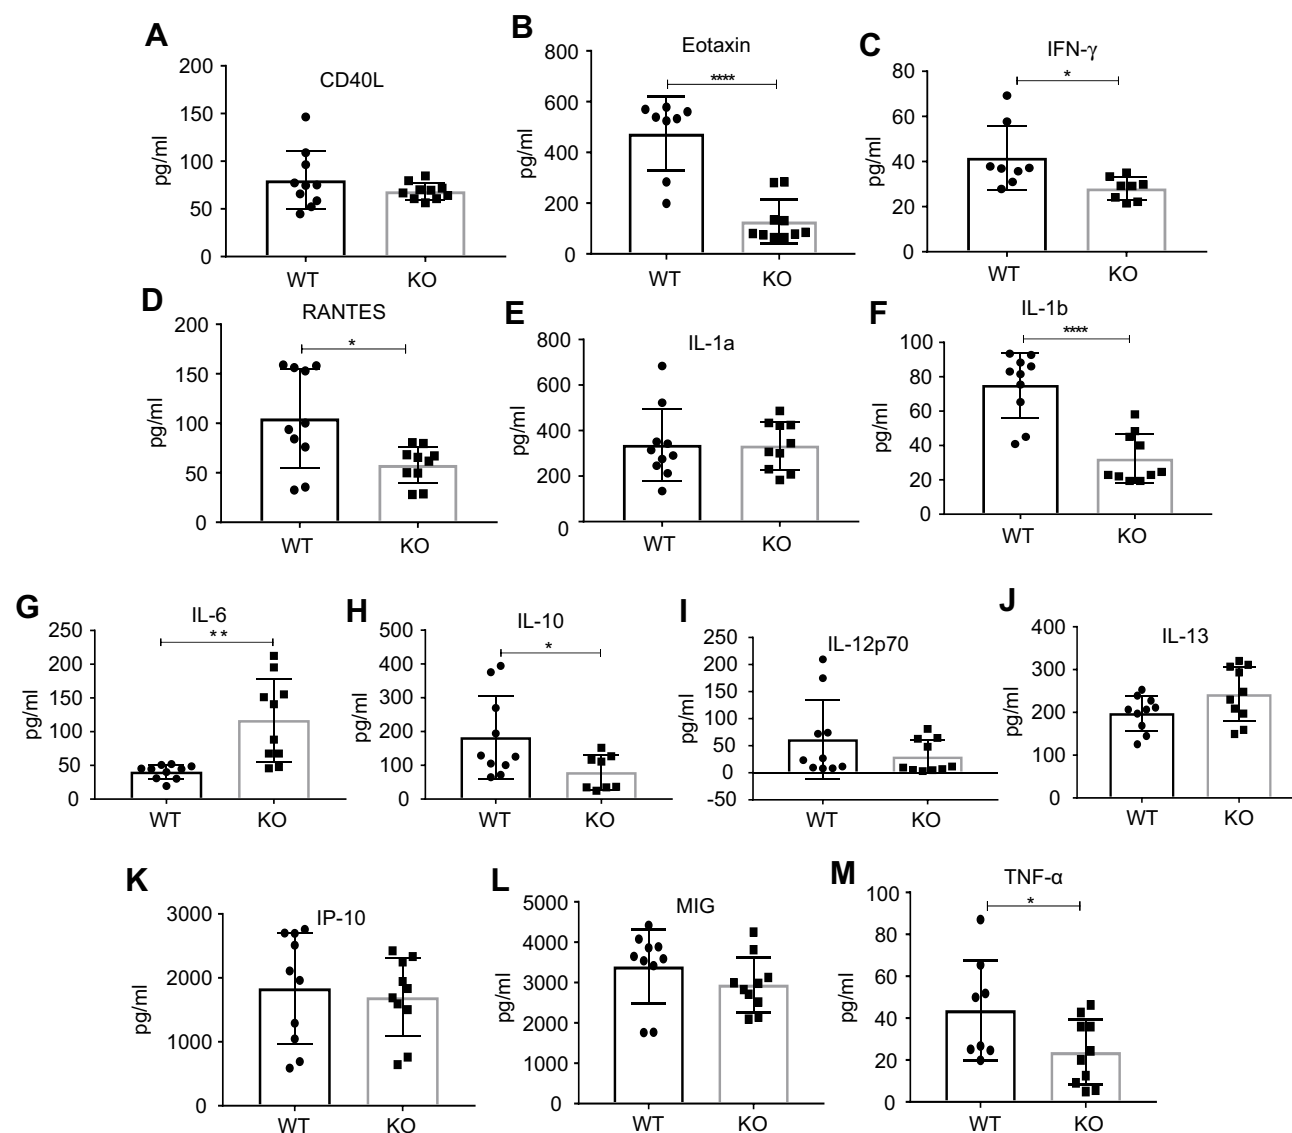 A
CD40L
200
150
100
50
0
pg/ml
WT
KO
B
Eotaxin
****
800
600
400
200
0
pg/ml
WT
KO
C
IFN-γ
*
80
60
40
20
0
pg/ml
WT
KO
D
RANTES
*
200
150
100
50
0
pg/ml
WT
KO
E
IL-1a
800
600
400
200
0
pg/ml
WT
KO
F
IL-1b
****
100
80
60
40
20
0
pg/ml
WT
KO
G
IL-6
**
250
200
150
100
50
0
pg/ml
WT
KO
H
IL-10
*
500
400
300
200
100
0
pg/ml
WT
KO
I
IL-12p70
250
200
150
100
50
0
-50
pg/ml
WT
KO
J
IL-13
400
300
200
100
0
pg/ml
WT
KO
K
IP-10
3000
2000
1000
0
pg/ml
WT
KO
L
MIG
5000
4000
3000
2000
1000
0
pg/ml
WT
KO
M
TNF-α
*
100
80
60
40
20
0
pg/ml
WT
KO